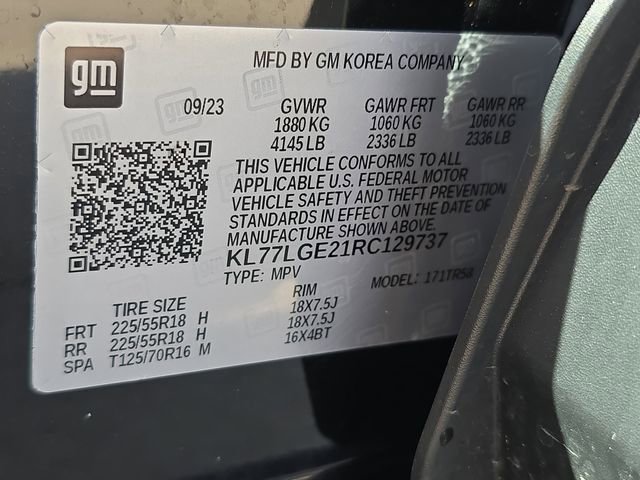 gm
MFD BY GM KOREA COMPANY
09/23 GVWR GAWR FRT GAWR RR
1880 KG 1060 KG 1060 KG
4145 LB 2336 LB 2336 LB
THIS VEHICLE CONFORMS TO ALL
APPLICABLE U.S. FEDERAL MOTOR
VEHICLE SAFETY AND THEFT PREVENTION
STANDARDS IN EFFECT ON THE DATE OF
MANUFACTURE SHOWN ABOVE.
KL77LGE21RC129737
TYPE: MPV MODEL: 171TR58
TIRE SIZE RIM
FRT 225/55R18 H 18X7.5J
RR 225/55R18 H 18X7.5J
SPA T125/70R16 M 16X4BT